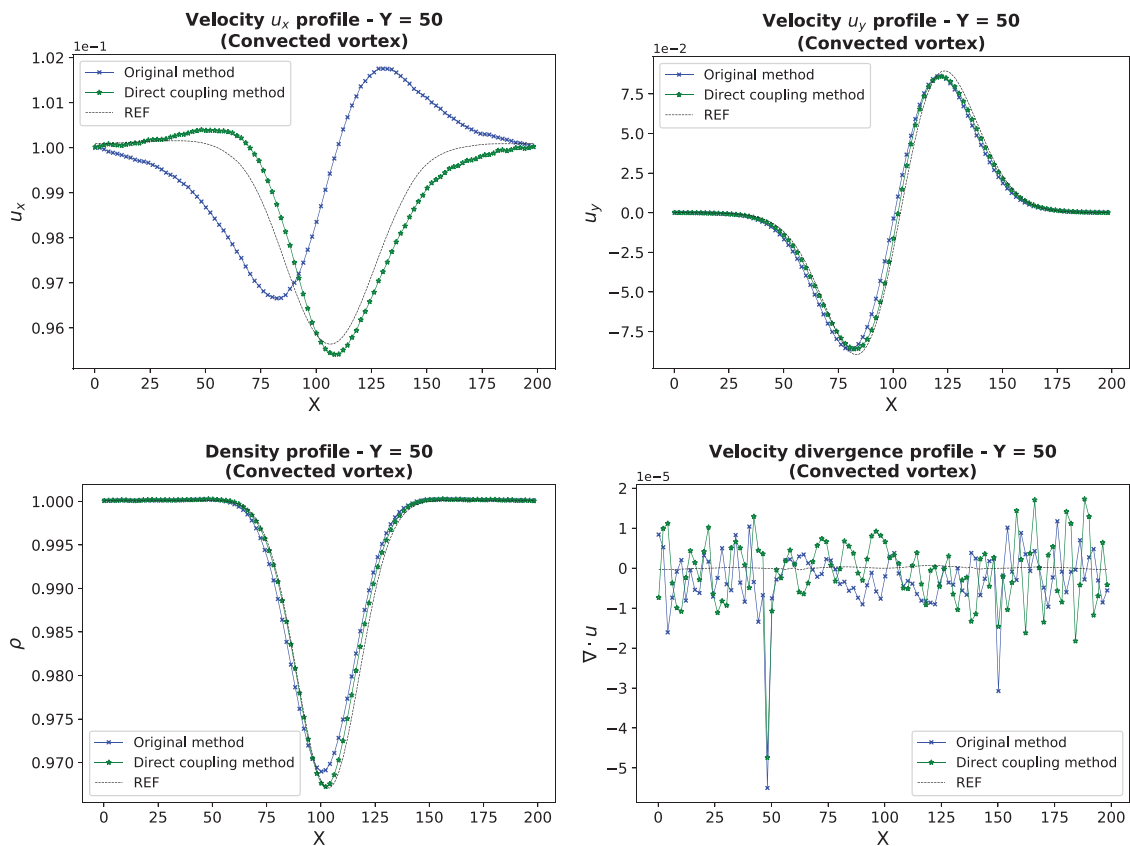 Velocity u_x profile - Y = 50
(Convected vortex)
1e−1
1.02
1.01
1.00
0.99
0.98
0.97
0.96
u_x
Original method
Direct coupling method
REF
0 25 50 75 100 125 150 175 200
X
Velocity u_y profile - Y = 50
(Convected vortex)
1e−2
7.5
5.0
2.5
0.0
−2.5
−5.0
−7.5
u_y
Original method
Direct coupling method
REF
0 25 50 75 100 125 150 175 200
X
Density profile - Y = 50
(Convected vortex)
1.000
0.995
0.990
0.985
0.980
0.975
0.970
ρ
Original method
Direct coupling method
REF
0 25 50 75 100 125 150 175 200
X
Velocity divergence profile - Y = 50
(Convected vortex)
1e−5
2
1
0
−1
−2
−3
−4
−5
∇ · u
Original method
Direct coupling method
REF
0 25 50 75 100 125 150 175 200
X